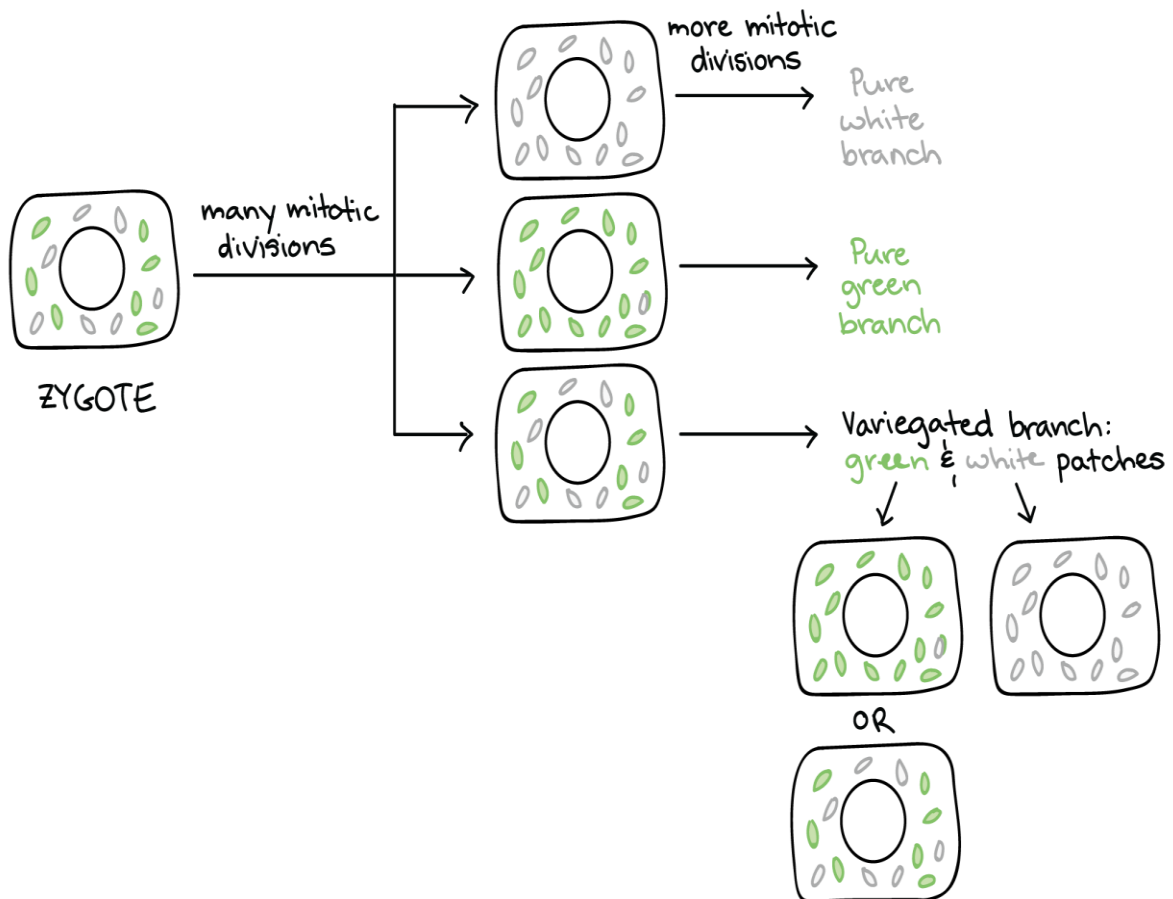 more mitotic
divisions
Pure
white
branch
many mitotic
divisions
ZYGOTE
Pure
green
branch
Variegated branch:
green & white patches
OR